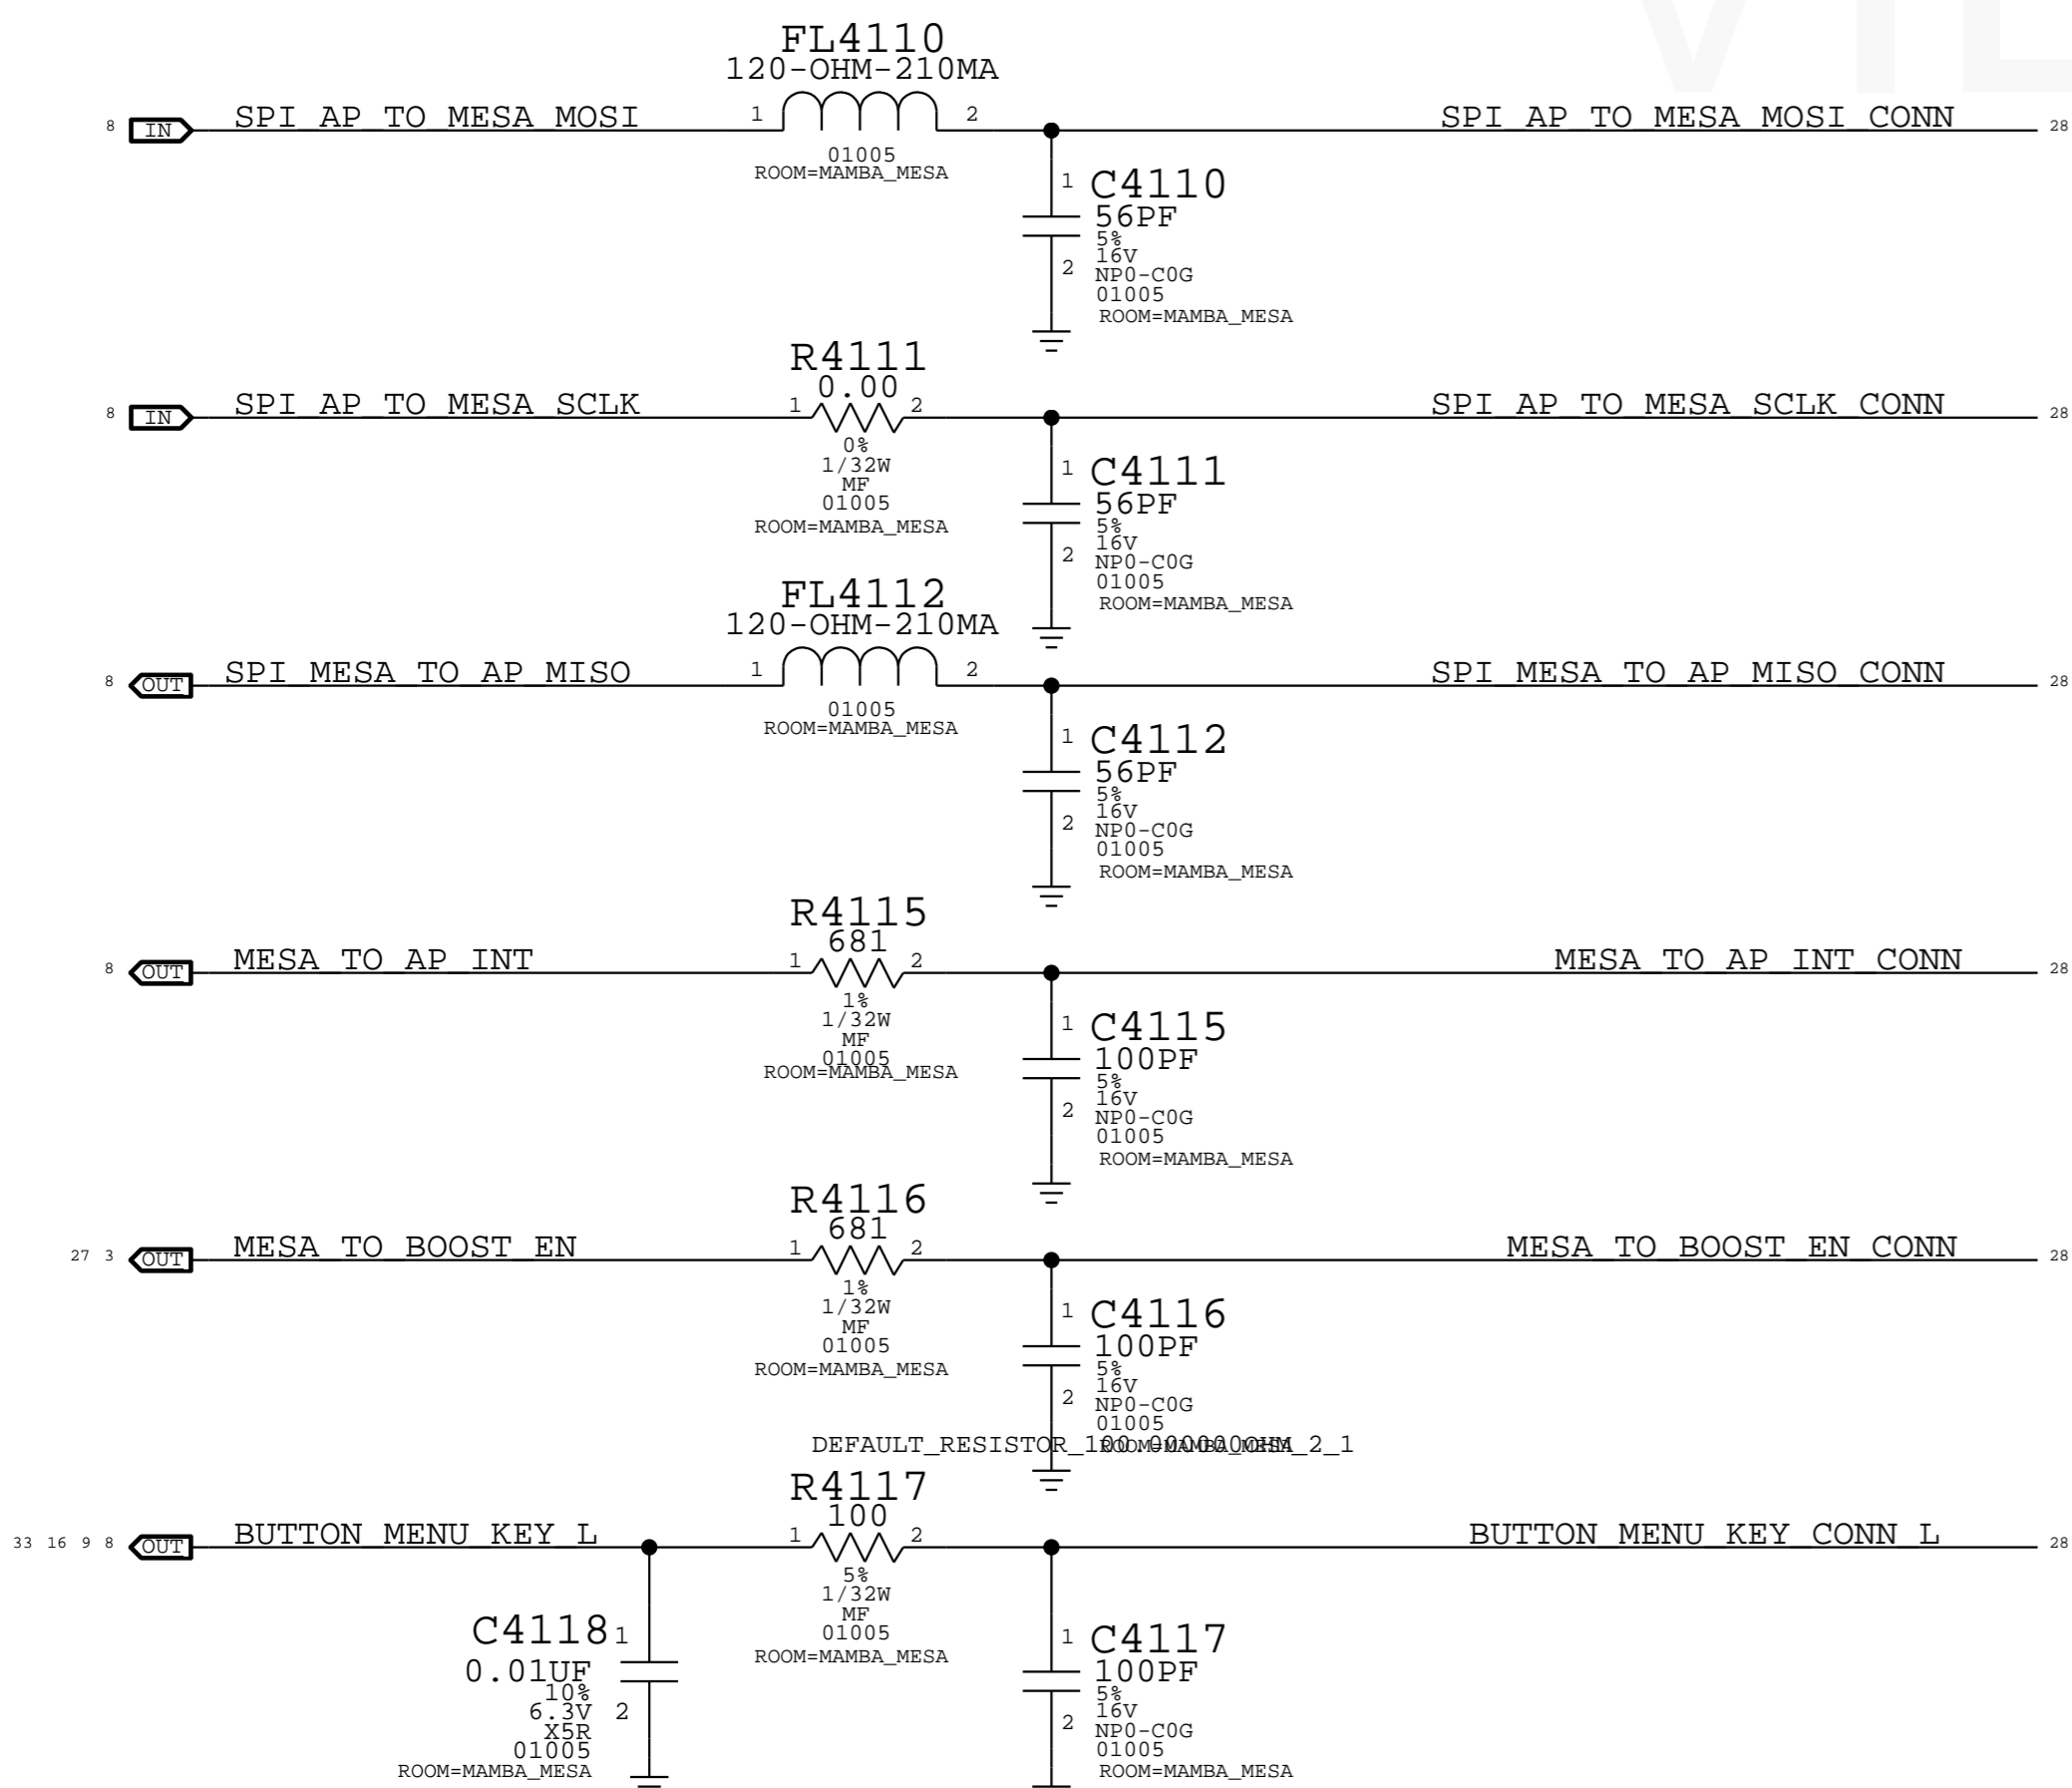 FL4110
120-OHM-210MA
8 IN SPI_AP_TO_MESA_MOSI 1 2 SPI_AP_TO_MESA_MOSI_CONN 28
01005
ROOM=MAMBA_MESA
1 C4110
56PF
5%
16V
2 NP0-C0G
01005
ROOM=MAMBA_MESA
R4111
0.00
8 IN SPI_AP_TO_MESA_SCLK 1 2 SPI_AP_TO_MESA_SCLK_CONN 28
0%
1/32W
MF
01005
ROOM=MAMBA_MESA
1 C4111
56PF
5%
16V
2 NP0-C0G
01005
ROOM=MAMBA_MESA
FL4112
120-OHM-210MA
8 OUT SPI_MESA_TO_AP_MISO 1 2 SPI_MESA_TO_AP_MISO_CONN 28
01005
ROOM=MAMBA_MESA
1 C4112
56PF
5%
16V
2 NP0-C0G
01005
ROOM=MAMBA_MESA
R4115
681
8 OUT MESA_TO_AP_INT 1 2 MESA_TO_AP_INT_CONN 28
1%
1/32W
MF
01005
ROOM=MAMBA_MESA
1 C4115
100PF
5%
16V
2 NP0-C0G
01005
ROOM=MAMBA_MESA
R4116
681
27 3 OUT MESA_TO_BOOST_EN 1 2 MESA_TO_BOOST_EN_CONN 28
1%
1/32W
MF
01005
ROOM=MAMBA_MESA
1 C4116
100PF
5%
16V
2 NP0-C0G
01005
ROOM=MAMBA_MESA
DEFAULT_RESISTOR_100.000000OHM_2_1
R4117
100
33 16 9 8 OUT BUTTON_MENU_KEY_L 1 2 BUTTON_MENU_KEY_CONN_L 28
5%
1/32W
MF
01005
ROOM=MAMBA_MESA
C4118 1
0.01UF
10%
6.3V 2
X5R
01005
ROOM=MAMBA_MESA
1 C4117
100PF
5%
16V
2 NP0-C0G
01005
ROOM=MAMBA_MESA